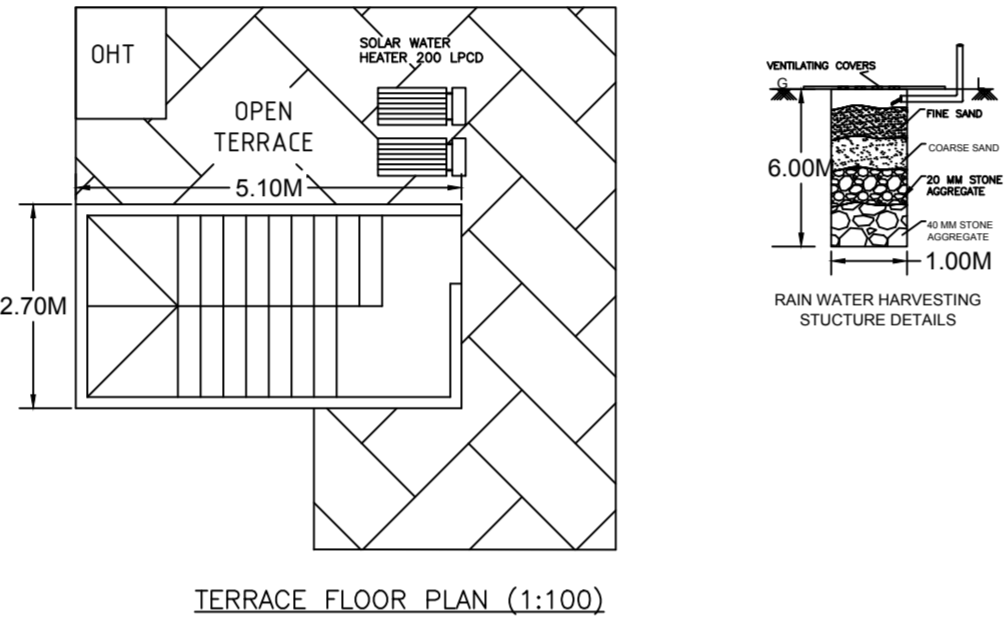 OHT
SOLAR WATER
HEATER 200 LPCD
OPEN
TERRACE
5.10M
2.70M
TERRACE FLOOR PLAN (1:100)
VENTILATING COVERS
G
L
FINE SAND
COARSE SAND
6.00M
20 MM STONE
AGGREGATE
40 MM STONE
AGGREGATE
1.00M
RAIN WATER HARVESTING
STUCTURE DETAILS